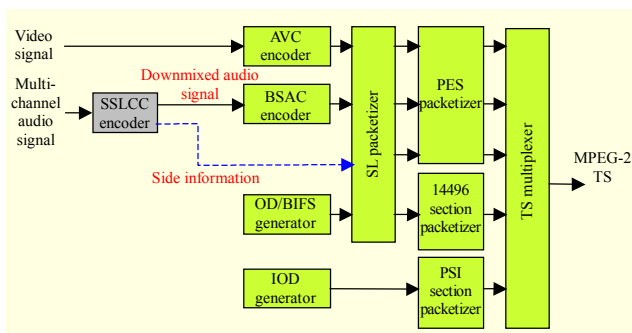 Video
signal
Multi-
channel
audio
signal
SSLCC
encoder
Downmixed audio
signal
Side information
AVC
encoder
BSAC
encoder
OD/BIFS
generator
IOD
generator
SL packetizer
PES
packetizer
14496
section
packetizer
PSI
section
packetizer
TS multiplexer
MPEG-2
TS